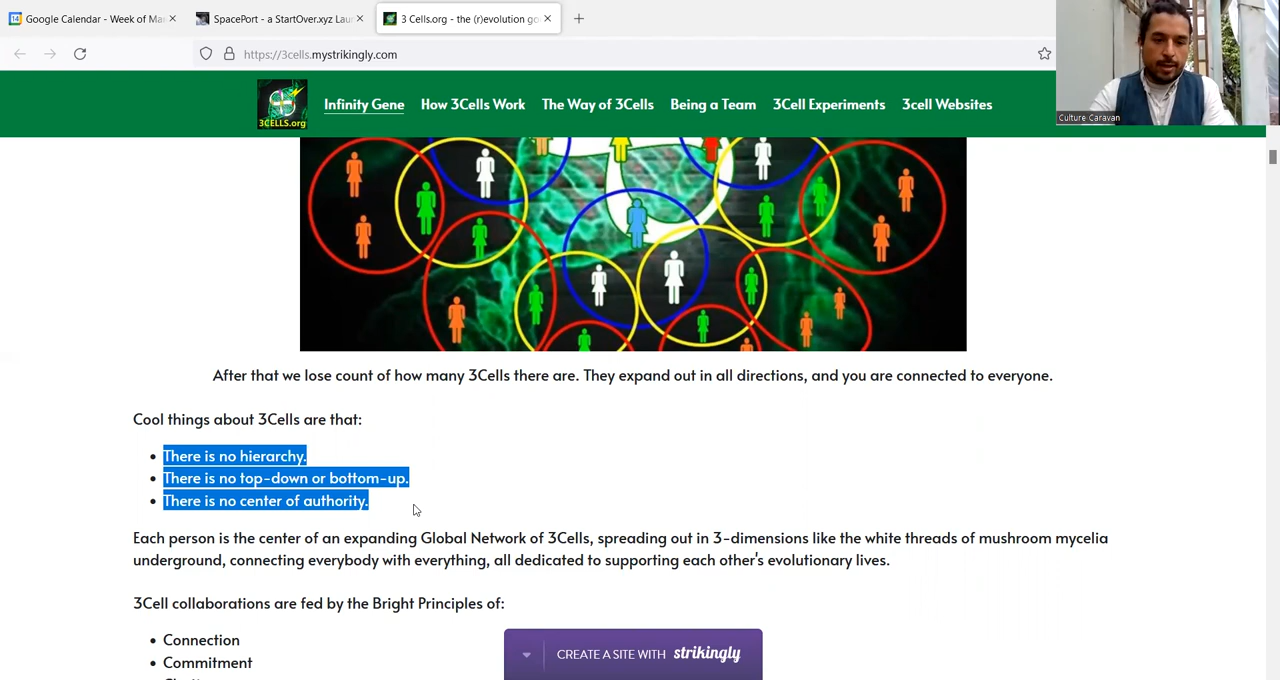 Google Calendar - Week of Ma
SpacePort - a StartOver.xyz Lau
3 Cells.org - the (r)evolution go
https://3cells.mystrikingly.com
3CELLS.org
Infinity Gene
How 3Cells Work
The Way of 3Cells
Being a Team
3Cell Experiments
3cell Websites
Culture Caravan
After that we lose count of how many 3Cells there are. They expand out in all directions, and you are connected to everyone.
Cool things about 3Cells are that:
There is no hierarchy.
There is no top-down or bottom-up.
There is no center of authority.
Each person is the center of an expanding Global Network of 3Cells, spreading out in 3-dimensions like the white threads of mushroom mycelia
underground, connecting everybody with everything, all dedicated to supporting each other's evolutionary lives.
3Cell collaborations are fed by the Bright Principles of:
Connection
Commitment
CREATE A SITE WITH strikingly